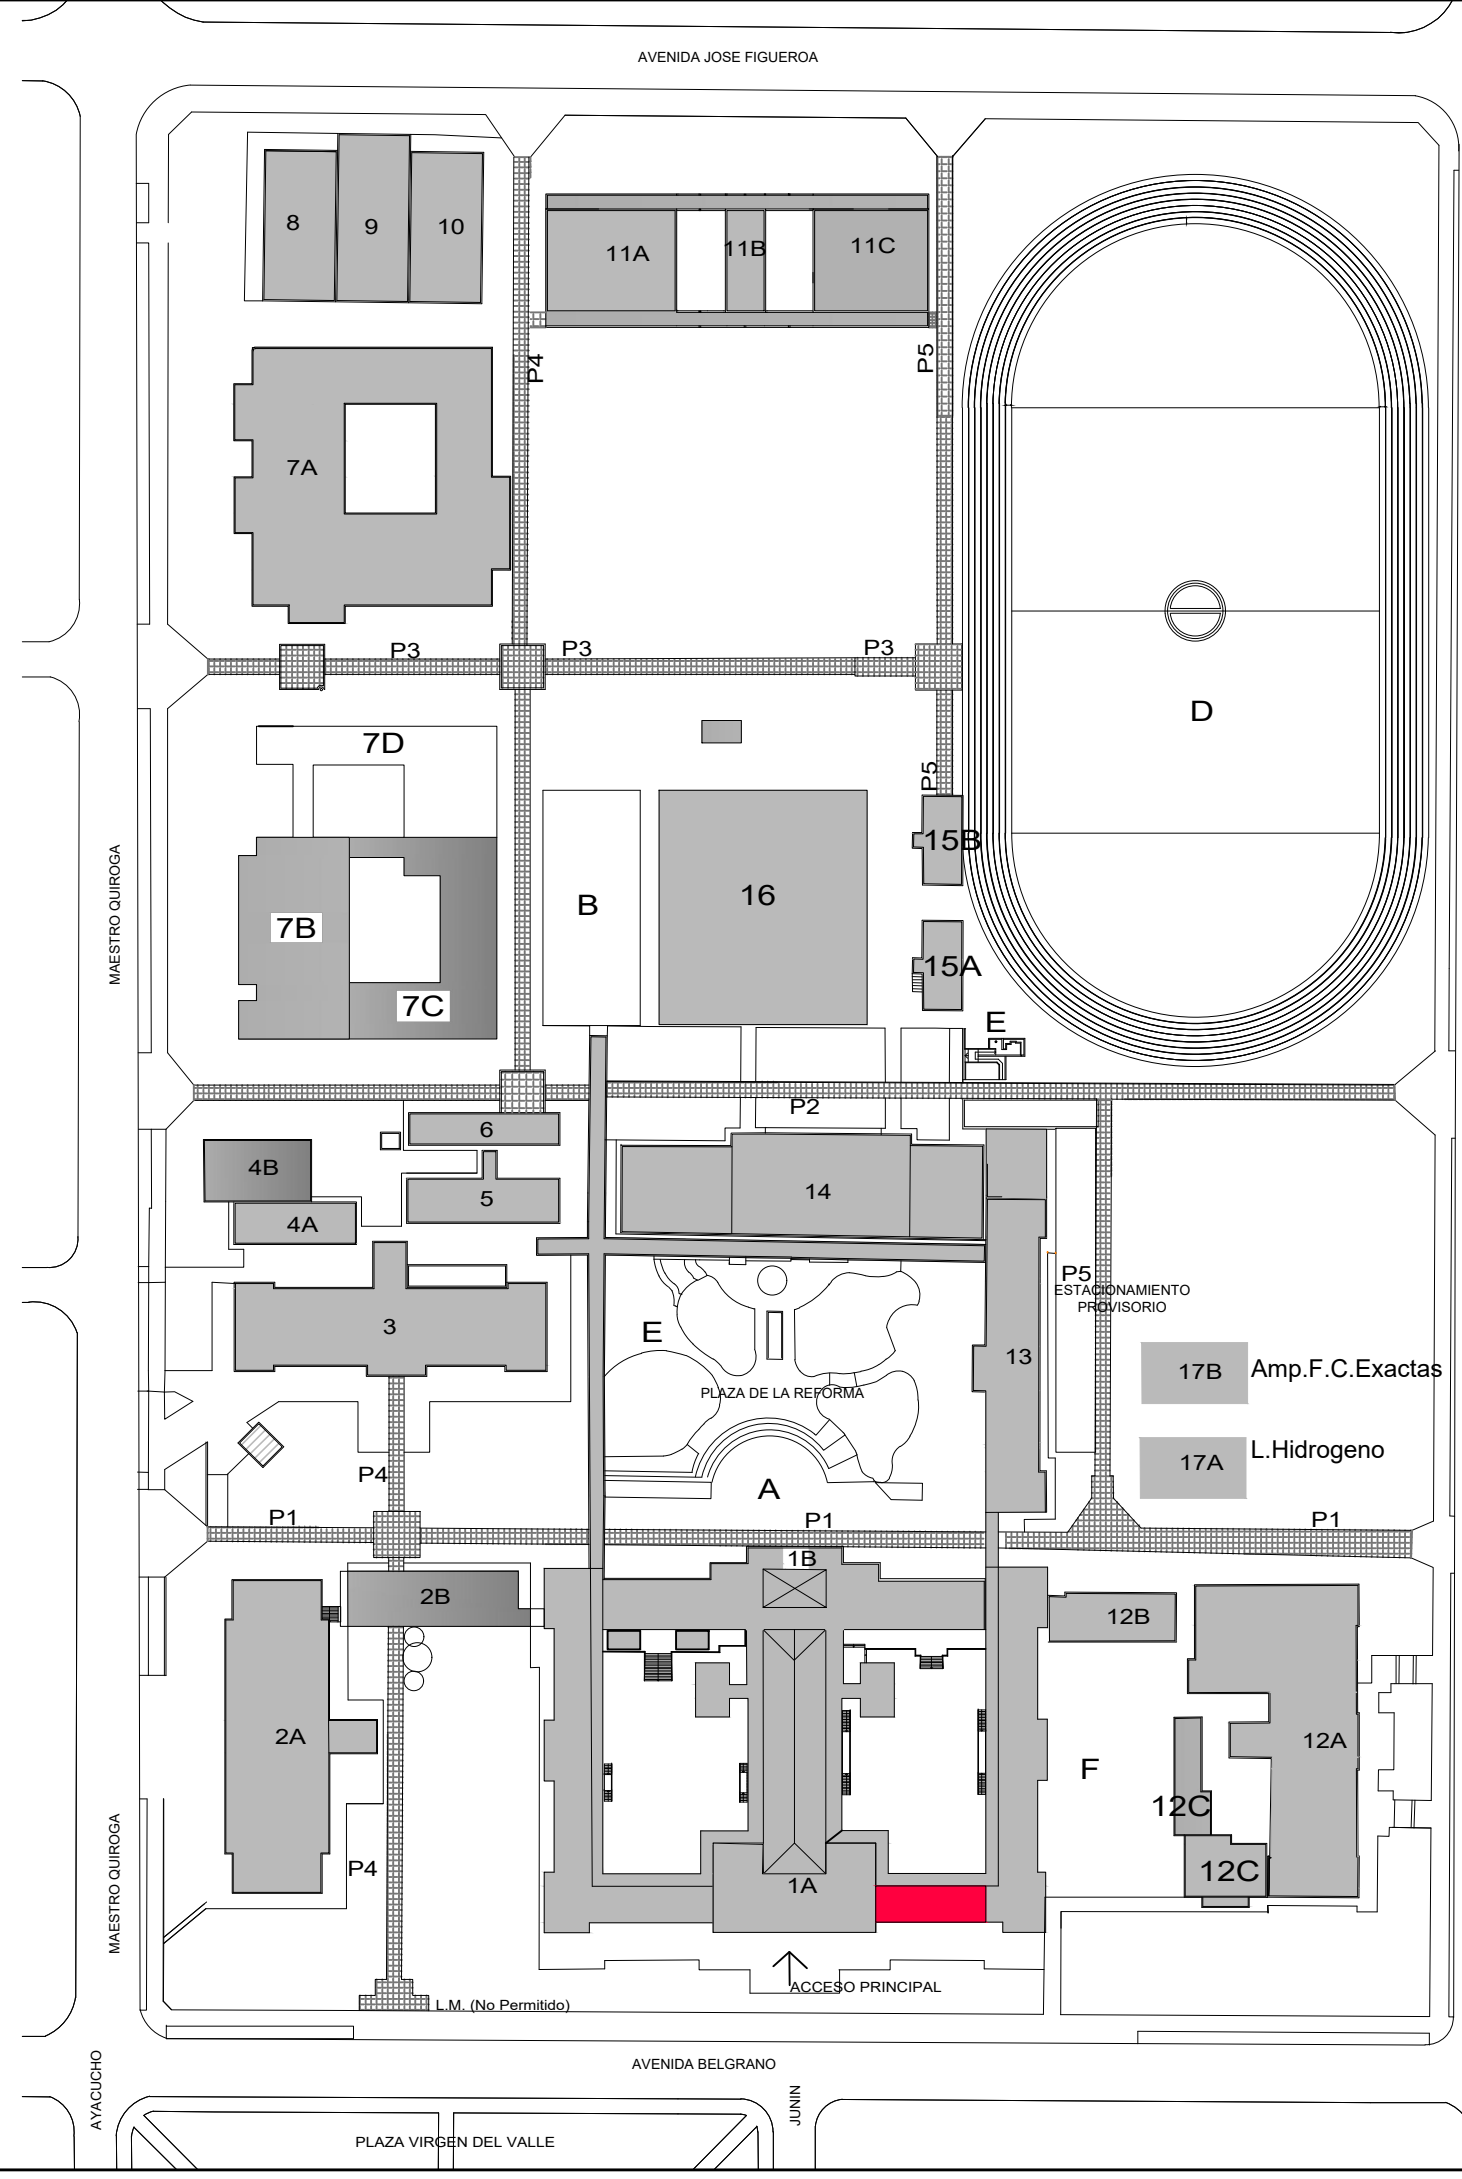 AVENIDA JOSE FIGUEROA
8
9
10
11A
11B
11C
P4
P5
7A
P3
P3
P3
D
7D
P5
15B
MAESTRO QUIROGA
B
16
7B
15A
7C
E
P2
6
4B
5
14
4A
P5
ESTACIONAMIENTO
PROVISORIO
3
E
13
17B
Amp.F.C.Exactas
PLAZA DE LA REFORMA
L.Hidrogeno
17A
P4
A
P1
P1
P1
1B
2B
12B
2A
12A
F
12C
MAESTRO QUIROGA
P4
12C
1A
ACCESO PRINCIPAL
L.M. (No Permitido)
AVENIDA BELGRANO
AYACUCHO
JUNIN
PLAZA VIRGEN DEL VALLE